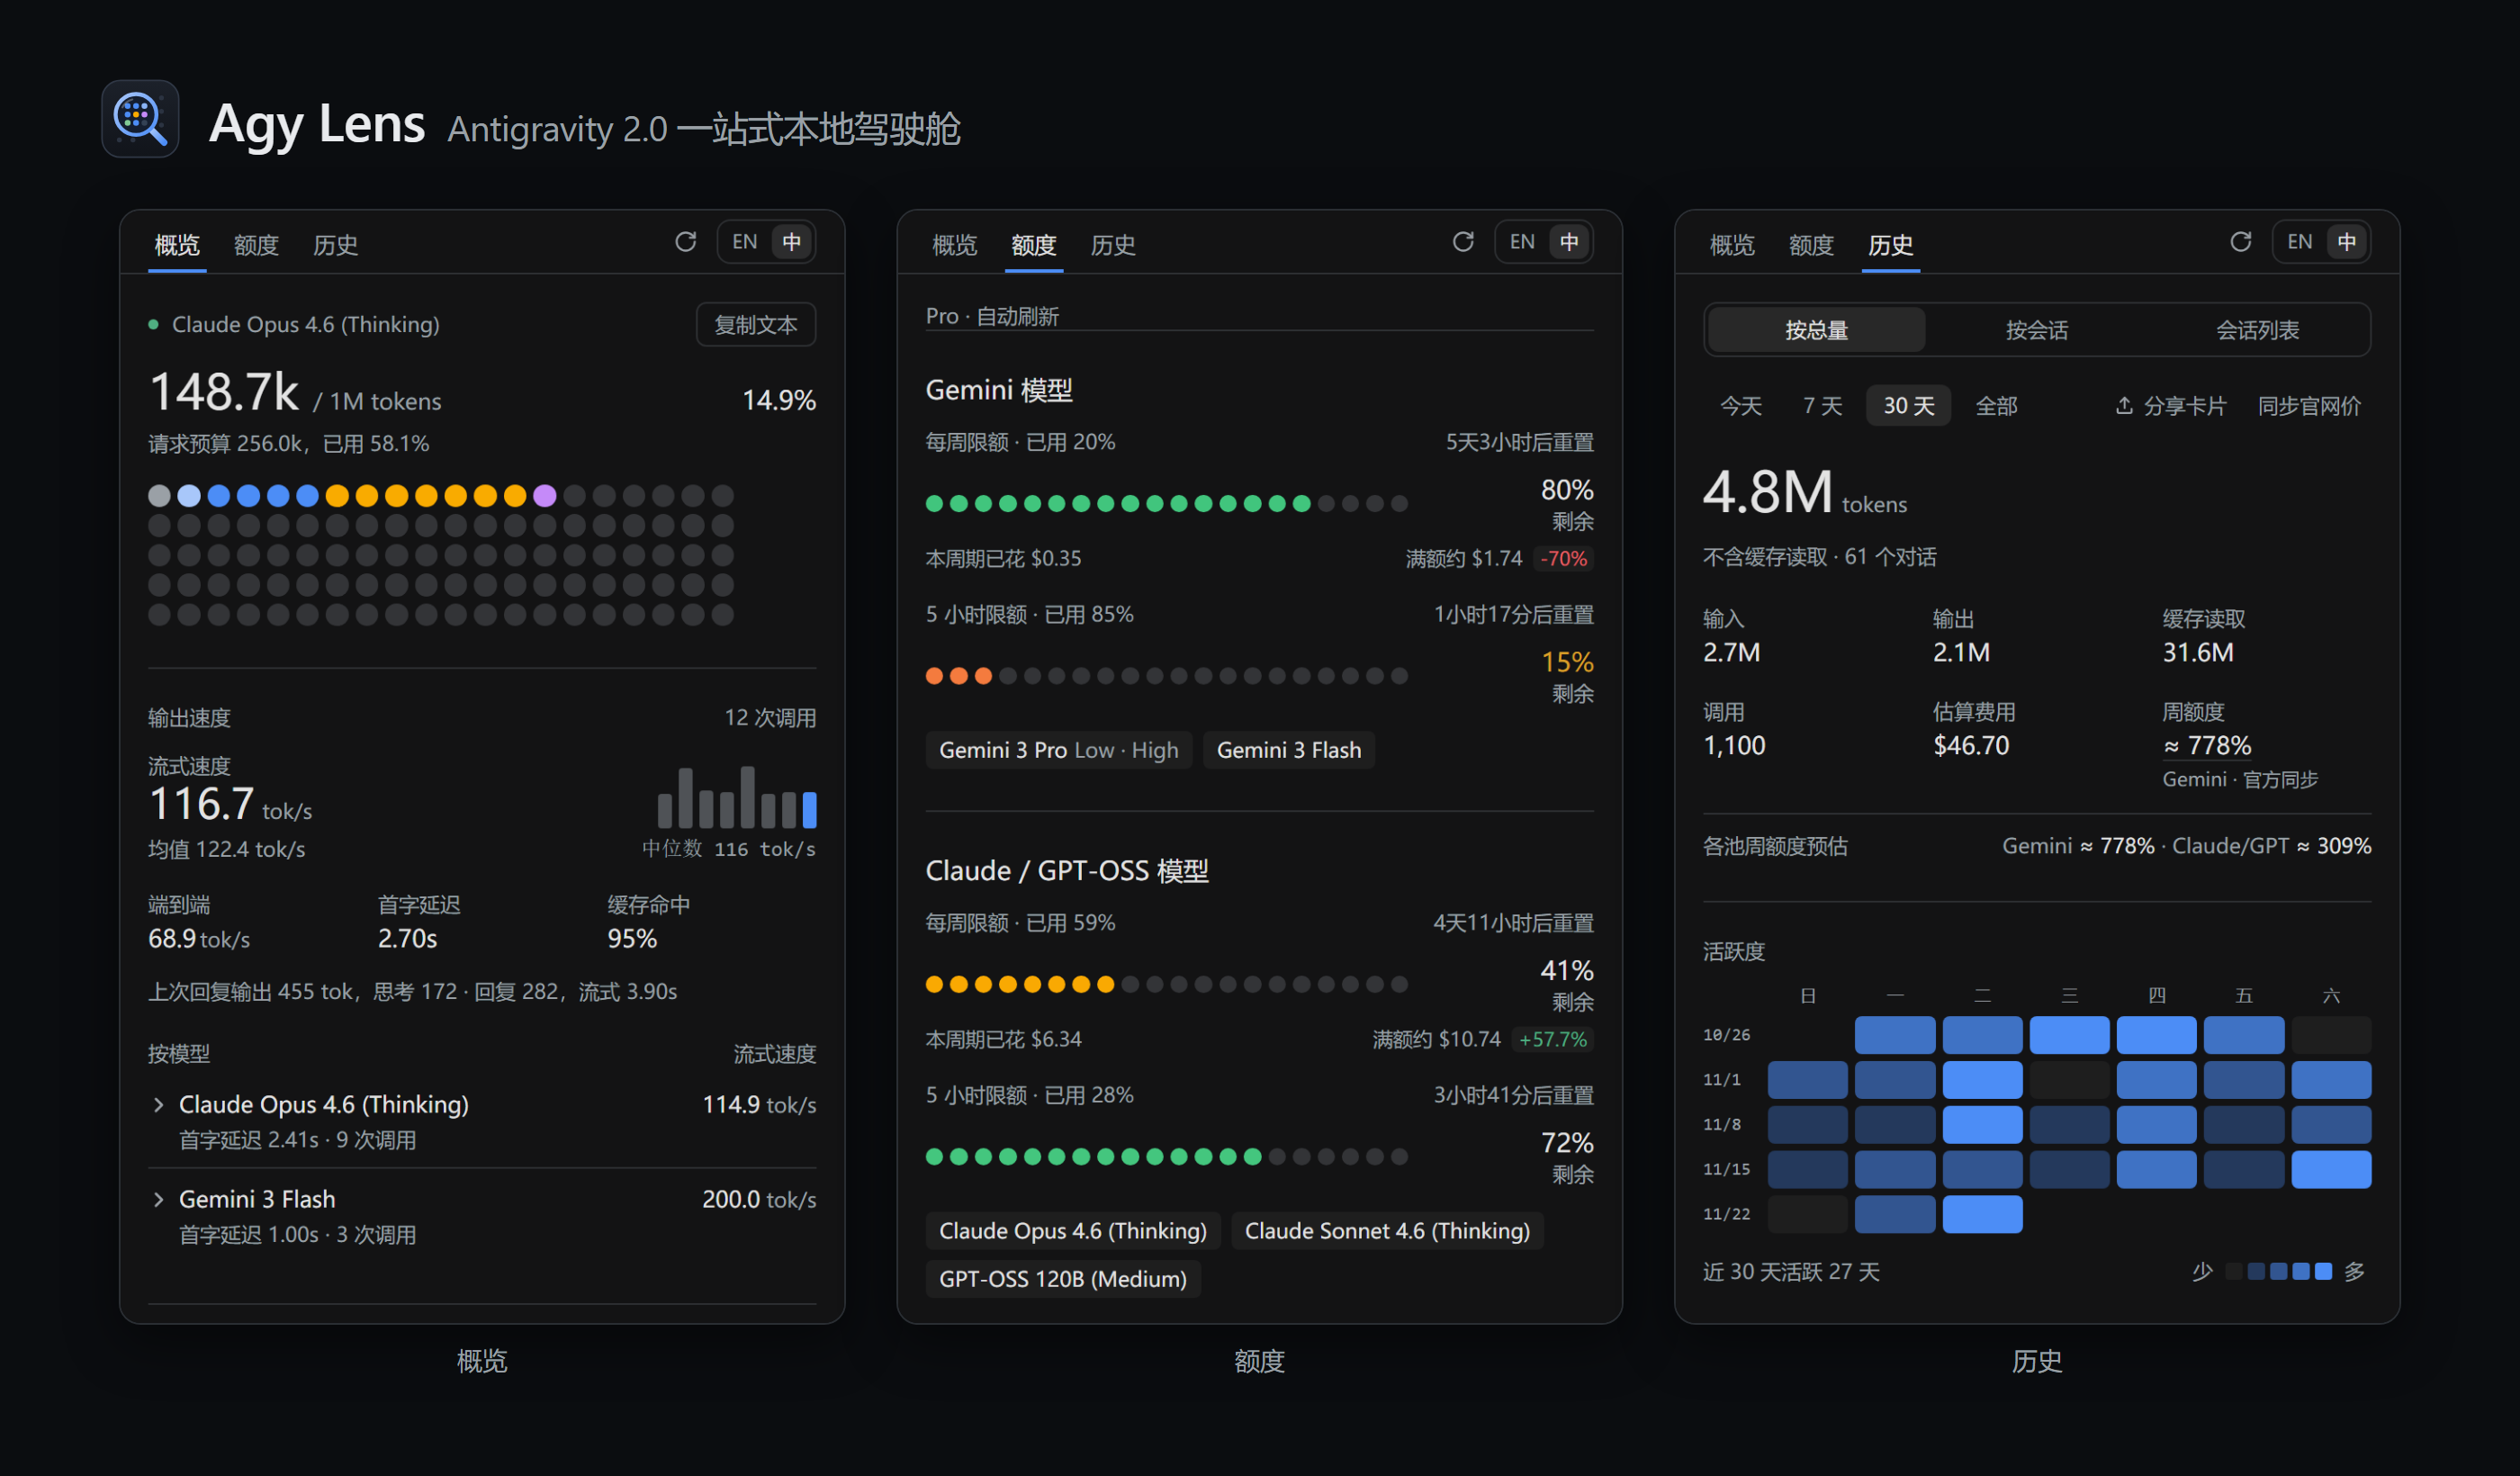 Agy Lens Antigravity 2.0 一站式本地驾驶舱
概览 额度 历史 EN 中
Claude Opus 4.6 (Thinking) 复制文本
148.7k / 1M tokens 14.9%
请求预算 256.0k，已用 58.1%
输出速度 12 次调用
流式速度
116.7 tok/s
均值 122.4 tok/s 中位数 116 tok/s
端到端 首字延迟 缓存命中
68.9 tok/s 2.70s 95%
上次回复输出 455 tok，思考 172 · 回复 282，流式 3.90s
按模型 流式速度
Claude Opus 4.6 (Thinking) 114.9 tok/s
首字延迟 2.41s · 9 次调用
Gemini 3 Flash 200.0 tok/s
首字延迟 1.00s · 3 次调用
概览
概览 额度 历史 EN 中
Pro · 自动刷新
Gemini 模型
每周限额 · 已用 20% 5天3小时后重置
80%
剩余
本周期已花 $0.35 满额约 $1.74 -70%
5 小时限额 · 已用 85% 1小时17分后重置
15%
剩余
Gemini 3 Pro Low · High Gemini 3 Flash
Claude / GPT-OSS 模型
每周限额 · 已用 59% 4天11小时后重置
41%
剩余
本周期已花 $6.34 满额约 $10.74 +57.7%
5 小时限额 · 已用 28% 3小时41分后重置
72%
剩余
Claude Opus 4.6 (Thinking) Claude Sonnet 4.6 (Thinking)
GPT-OSS 120B (Medium)
额度
概览 额度 历史 EN 中
按总量 按会话 会话列表
今天 7 天 30 天 全部 分享卡片 同步官网价
4.8M tokens
不含缓存读取 · 61 个对话
输入 输出 缓存读取
2.7M 2.1M 31.6M
调用 估算费用 周额度
1,100 $46.70 ≈ 778%
Gemini · 官方同步
各池周额度预估 Gemini ≈ 778% · Claude/GPT ≈ 309%
活跃度
日 一 二 三 四 五 六
10/26
11/1
11/8
11/15
11/22
近 30 天活跃 27 天 少 多
历史